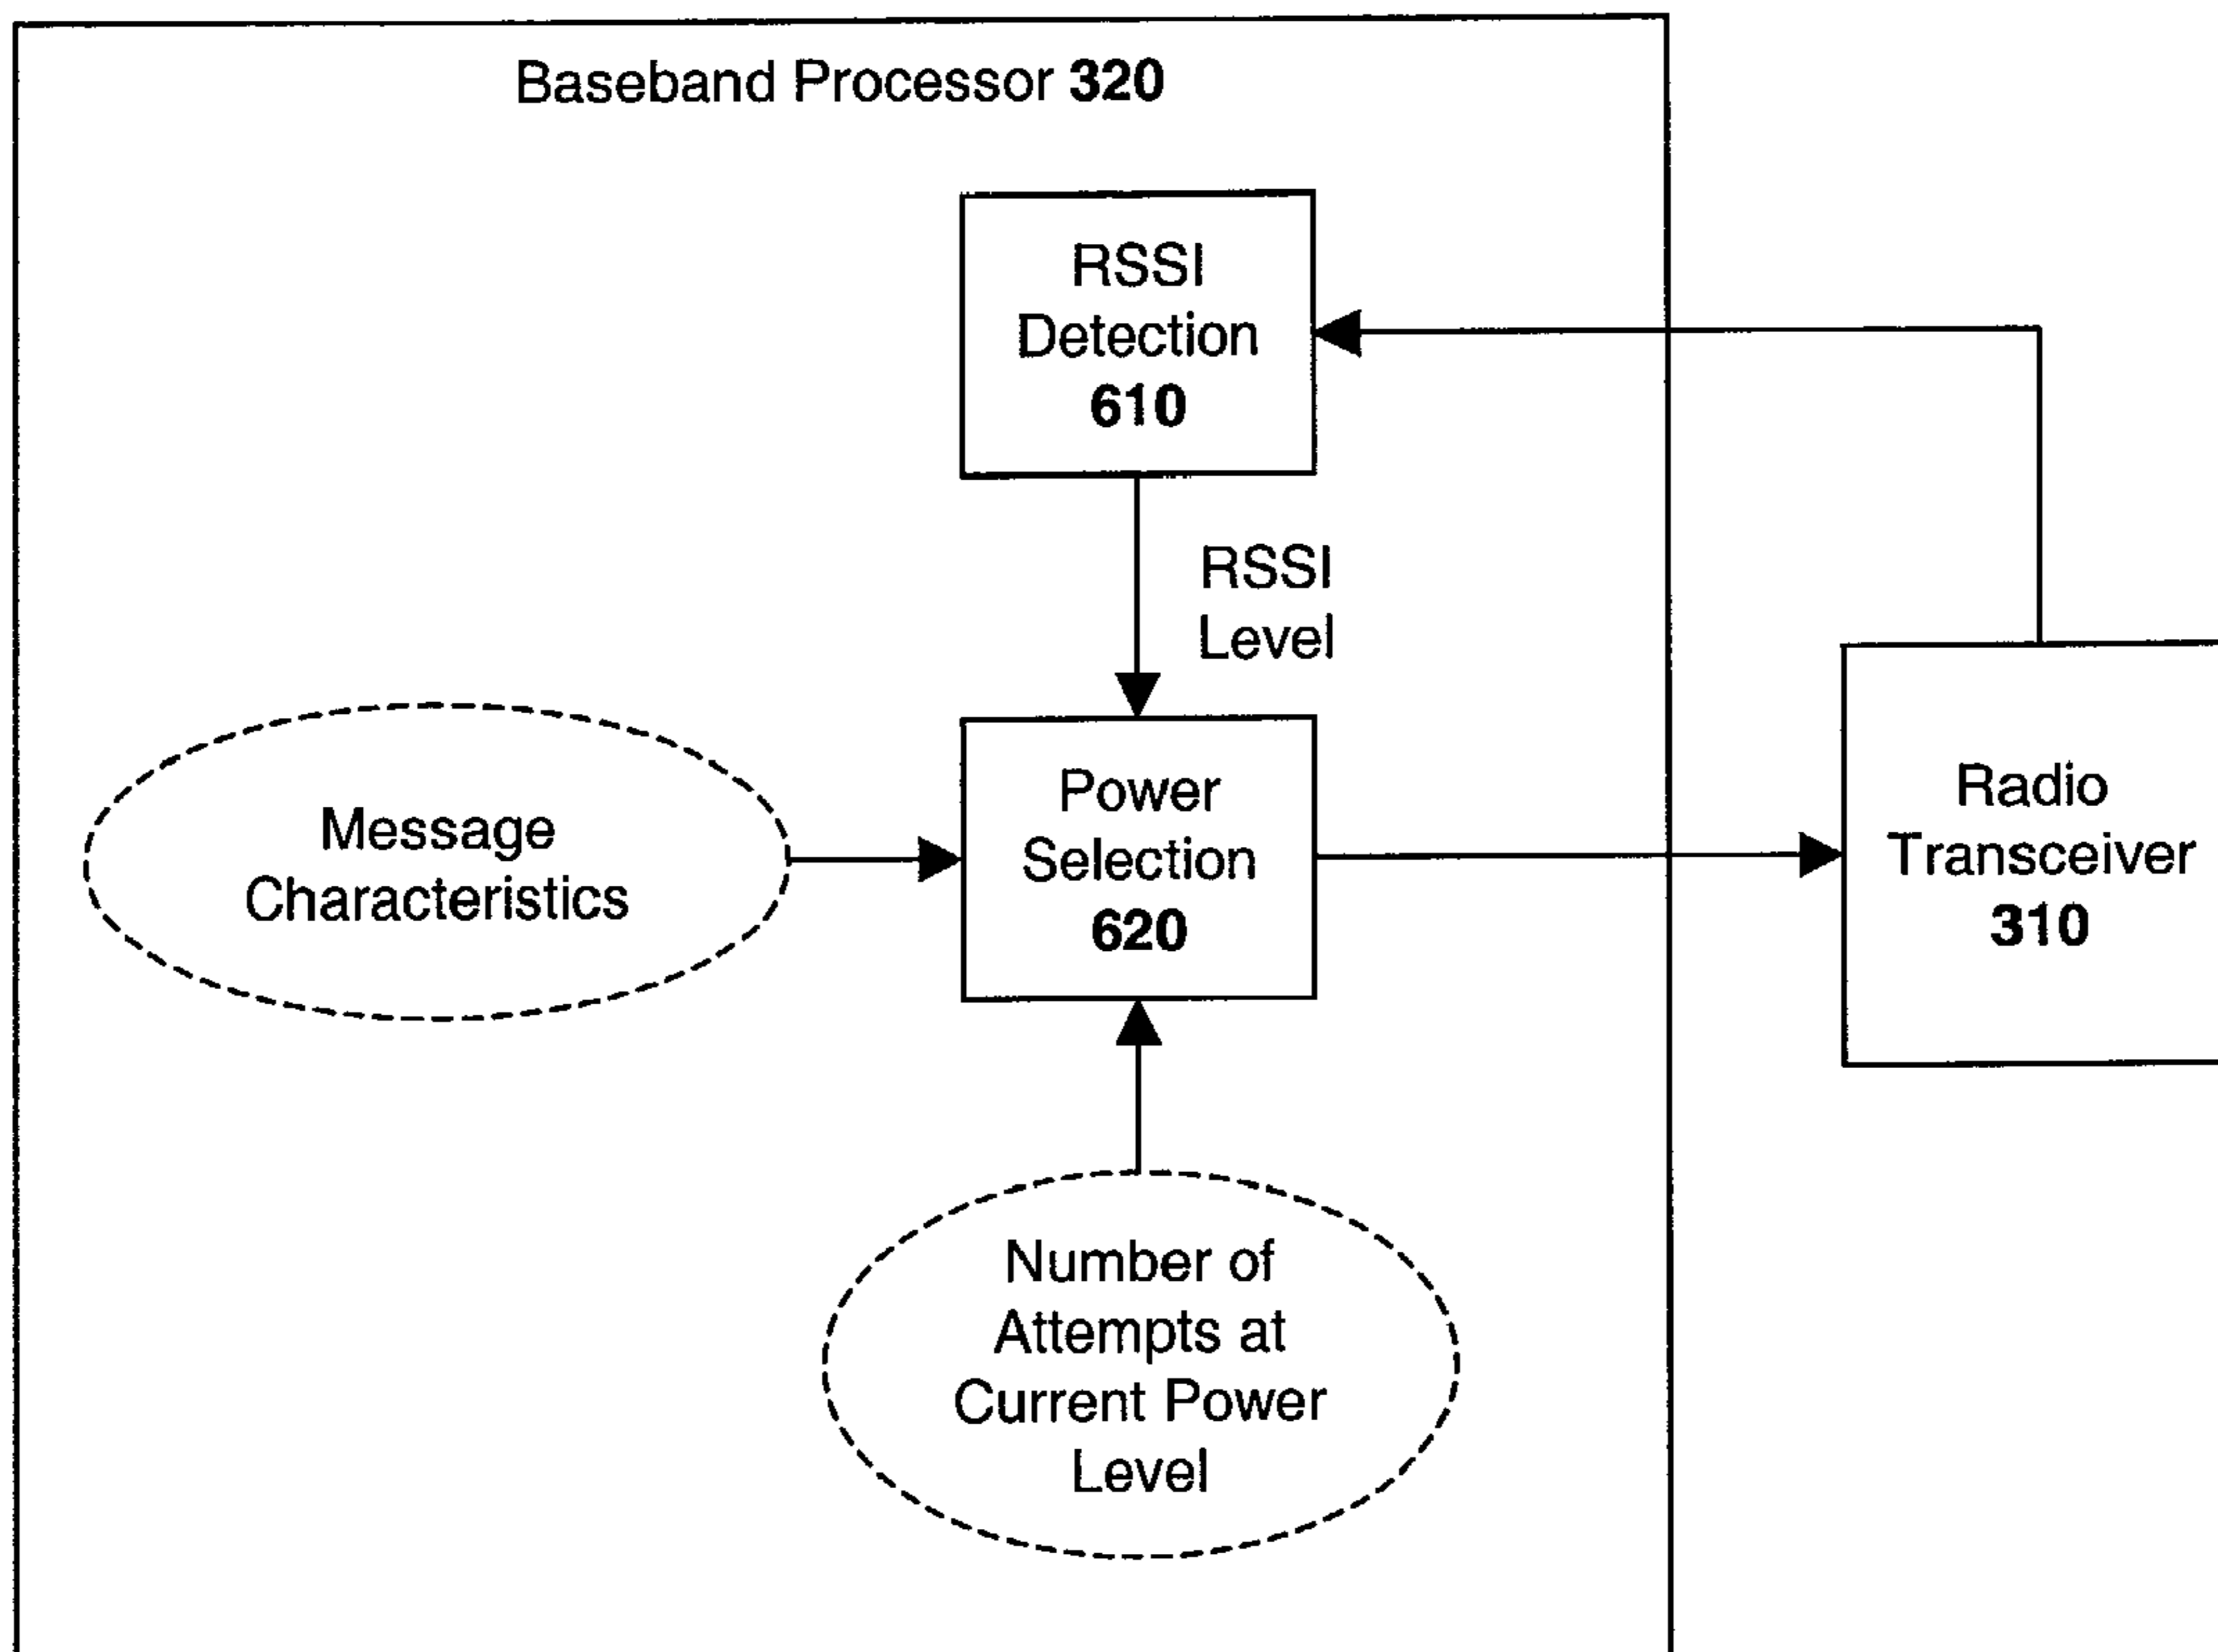 Baseband Processor 320
RSSI
Detection
610
RSSI
Level
Message
Characteristics
Power
Selection
620
Radio
Transceiver
310
Number of
Attempts at
Current Power
Level